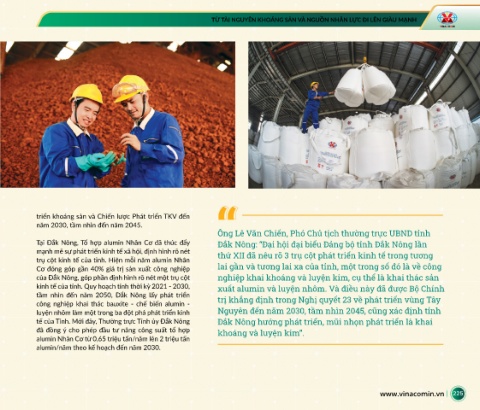 TỪ TÀI NGUYÊN KHOÁNG SẢN VÀ NGUỒN NHÂN LỰC ĐI LÊN GIÀU MẠNH
triển khoáng sản và Chiến lược Phát triển TKV đến
năm 2030, tầm nhìn đến năm 2045.
Tại Đắk Nông, Tổ hợp alumin Nhân Cơ đã thúc đẩy
mạnh mẽ sự phát triển kinh tế xã hội, định hình rõ nét
trụ cột kinh tế của tỉnh. Hiện mỗi năm alumin Nhân
Cơ đóng góp gần 40% giá trị sản xuất công nghiệp
của Đắk Nông, góp phần định hình rõ nét một trụ cột
kinh tế của tỉnh. Quy hoạch tỉnh thời kỳ 2021 - 2030,
tầm nhìn đến năm 2050, Đắk Nông lấy phát triển
công nghiệp khai thác bauxite - chế biến alumin -
luyện nhôm làm một trong ba đột phá phát triển kinh
tế của Tỉnh. Mới đây, Thường trực Tỉnh ủy Đắk Nông
đã đồng ý cho phép đầu tư nâng công suất tổ hợp
alumin Nhân Cơ từ 0,65 triệu tấn/năm lên 2 triệu tấn
alumin/năm theo kế hoạch đến năm 2030.
Ông Lê Văn Chiến, Phó Chủ tịch thường trực UBND tỉnh
Đắk Nông: "Đại hội đại biểu Đảng bộ tỉnh Đắk Nông lần
thứ XII đã nêu rõ 3 trụ cột phát triển kinh tế trong tương
lai gần và tương lai xa của tỉnh, một trong số đó là về công
nghiệp khai khoáng và luyện kim, cụ thể là khai thác sản
xuất alumin và luyện nhôm. Và điều này đã được Bộ Chính
trị khẳng định trong Nghị quyết 23 về phát triển vùng Tây
Nguyên đến năm 2030, tầm nhìn 2045, cũng xác định tỉnh
Đắk Nông hướng phát triển, mũi nhọn phát triển là khai
khoáng và luyện kim".
www.vinacomin.vn | 225